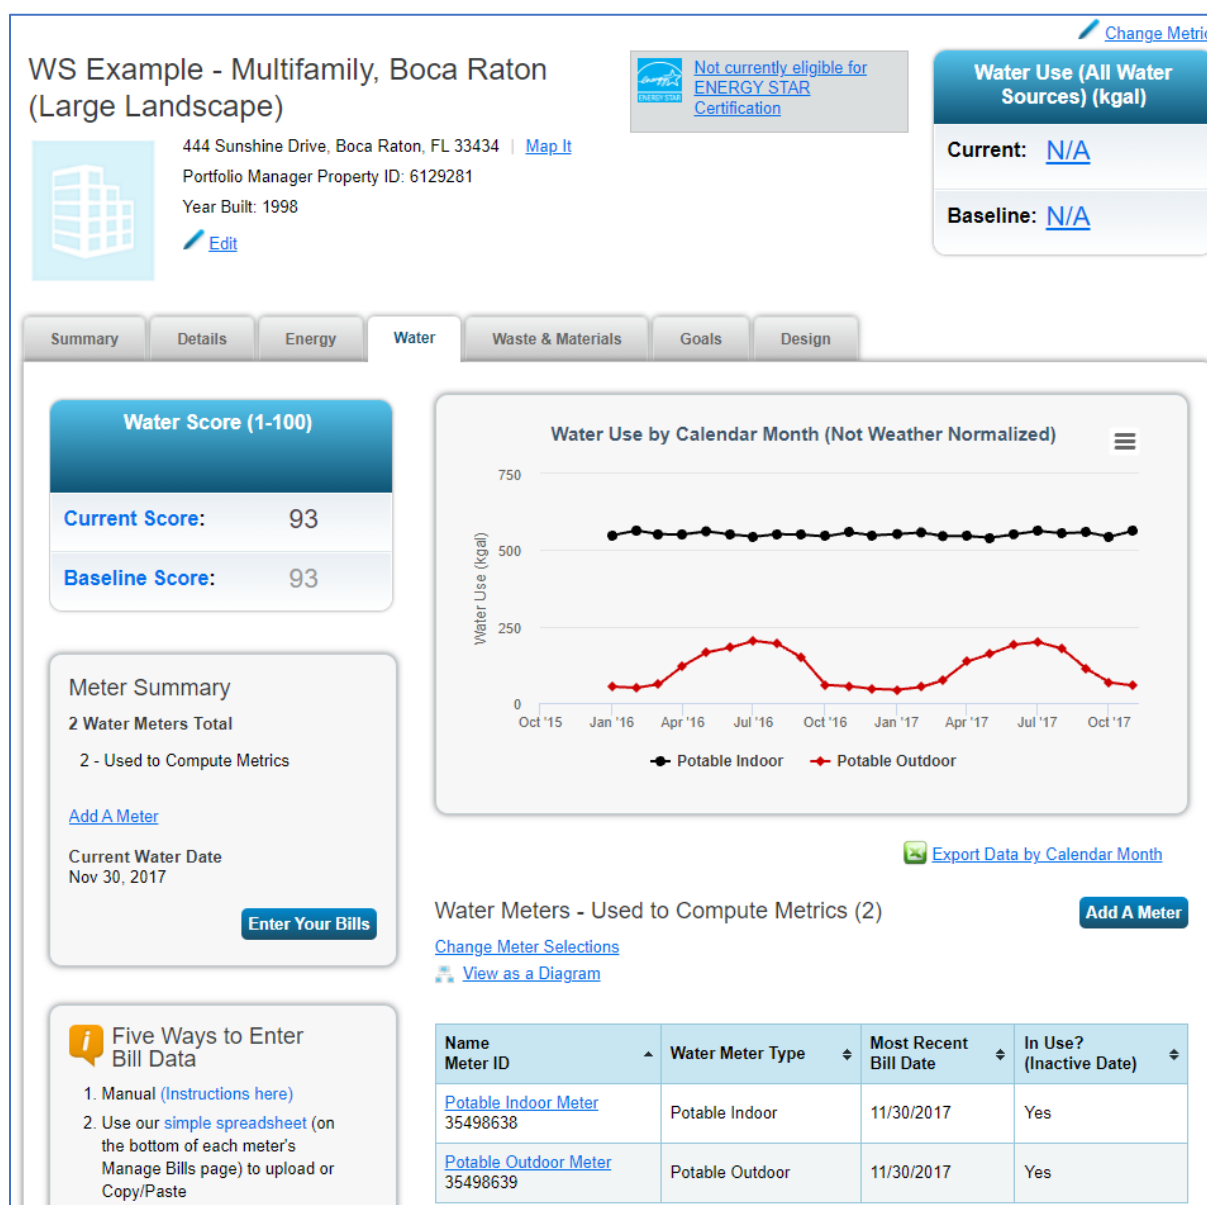 Change Metric
WS Example - Multifamily, Boca Raton
(Large Landscape)
Not currently eligible for
ENERGY STAR
Certification
ENERGY STAR
Water Use (All Water
Sources) (kgal)
444 Sunshine Drive, Boca Raton, FL 33434 | Map It
Portfolio Manager Property ID: 6129281
Year Built: 1998
Edit
Current: N/A
Baseline: N/A
Summary Details Energy Water Waste & Materials Goals Design
Water Score (1-100)
Current Score: 93
Baseline Score: 93
Water Use by Calendar Month (Not Weather Normalized)
Water Use (kgal)
750
500
250
0
Oct '15 Jan '16 Apr '16 Jul '16 Oct '16 Jan '17 Apr '17 Jul '17 Oct '17
Potable Indoor Potable Outdoor
Meter Summary
2 Water Meters Total
2 - Used to Compute Metrics
Add A Meter
Current Water Date
Nov 30, 2017
Enter Your Bills
Export Data by Calendar Month
Water Meters - Used to Compute Metrics (2)
Add A Meter
Change Meter Selections
View as a Diagram
Five Ways to Enter
Bill Data
1. Manual (Instructions here)
2. Use our simple spreadsheet (on
the bottom of each meter's
Manage Bills page) to upload or
Copy/Paste
Name
Meter ID
Water Meter Type
Most Recent
Bill Date
In Use?
(Inactive Date)
Potable Indoor Meter
35498638
Potable Indoor
11/30/2017
Yes
Potable Outdoor Meter
35498639
Potable Outdoor
11/30/2017
Yes